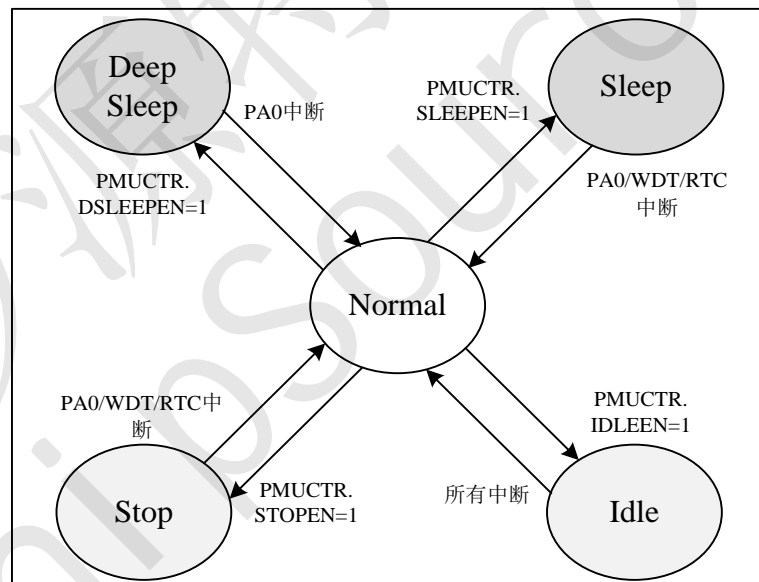 Deep
Sleep
Sleep
PA0中断
PMUCTR.
SLEEPEN=1
PMUCTR.
DSLEEPEN=1
PA0/WDT/RTC
中断
Normal
PA0/WDT/RTC中
断
PMUCTR.
IDLEEN=1
Stop
PMUCTR.
STOPEN=1
所有中断
Idle